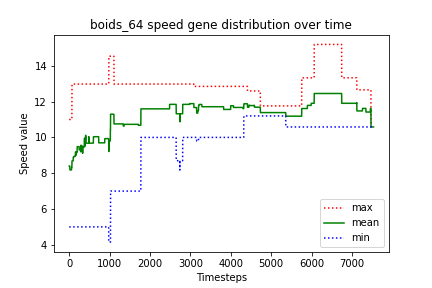 boids_64 speed gene distribution over time
Speed value
14
12
10
8
6
4
0 1000 2000 3000 4000 5000 6000 7000
Timesteps
max
mean
min